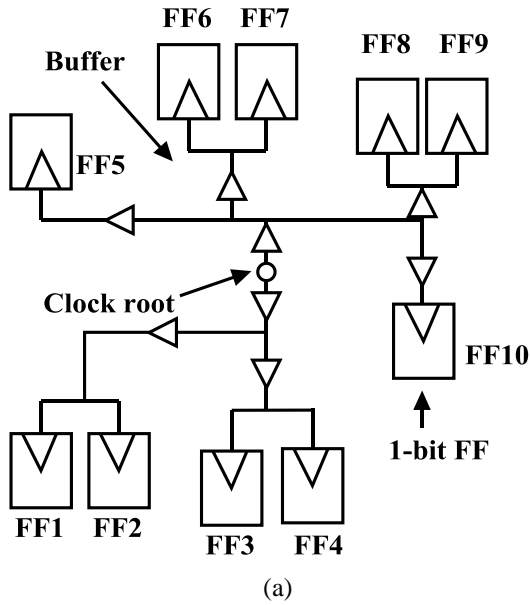 FF6 FF7
FF8 FF9
Buffer
FF5
Clock root
FF10
1-bit FF
FF1 FF2
FF3 FF4
(a)